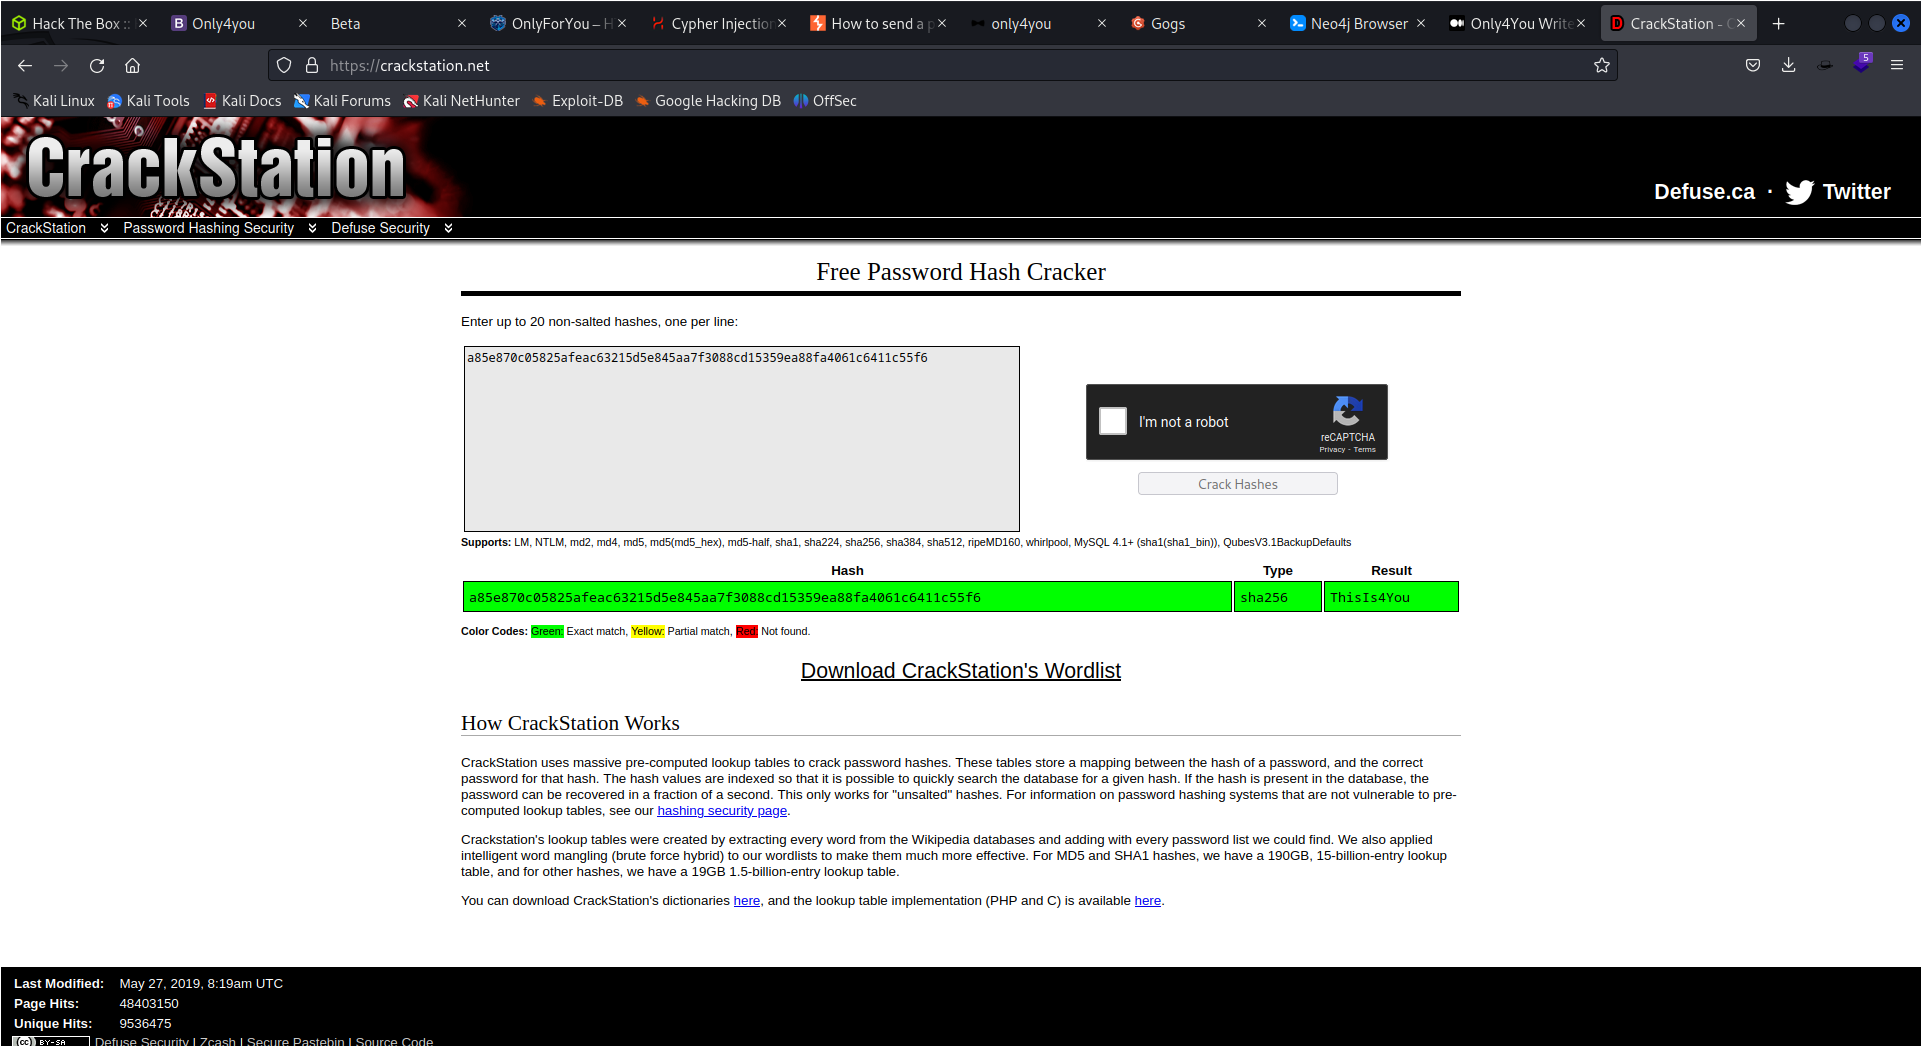 Hack The Box ::
Only4you
Beta
OnlyForYou – H
Cypher Injection
How to send a p
only4you
Gogs
Neo4j Browser
Only4You Write
CrackStation - C
https://crackstation.net
5
Kali Linux Kali Tools Kali Docs Kali Forums Kali NetHunter Exploit-DB Google Hacking DB OffSec
CrackStation
Defuse.ca · Twitter
CrackStation Password Hashing Security Defuse Security
Free Password Hash Cracker
Enter up to 20 non-salted hashes, one per line:
a85e870c05825afeac63215d5e845aa7f3088cd15359ea88fa4061c6411c55f6
I'm not a robot
reCAPTCHA
Privacy - Terms
Crack Hashes
Supports: LM, NTLM, md2, md4, md5, md5(md5_hex), md5-half, sha1, sha224, sha256, sha384, sha512, ripeMD160, whirlpool, MySQL 4.1+ (sha1(sha1_bin)), QubesV3.1BackupDefaults
Hash Type Result
a85e870c05825afeac63215d5e845aa7f3088cd15359ea88fa4061c6411c55f6 sha256 ThisIs4You
Color Codes: Green: Exact match, Yellow: Partial match, Red: Not found.
Download CrackStation's Wordlist
How CrackStation Works
CrackStation uses massive pre-computed lookup tables to crack password hashes. These tables store a mapping between the hash of a password, and the correct
password for that hash. The hash values are indexed so that it is possible to quickly search the database for a given hash. If the hash is present in the database, the
password can be recovered in a fraction of a second. This only works for "unsalted" hashes. For information on password hashing systems that are not vulnerable to pre-
computed lookup tables, see our hashing security page.
Crackstation's lookup tables were created by extracting every word from the Wikipedia databases and adding with every password list we could find. We also applied
intelligent word mangling (brute force hybrid) to our wordlists to make them much more effective. For MD5 and SHA1 hashes, we have a 190GB, 15-billion-entry lookup
table, and for other hashes, we have a 19GB 1.5-billion-entry lookup table.
You can download CrackStation's dictionaries here, and the lookup table implementation (PHP and C) is available here.
Last Modified: May 27, 2019, 8:19am UTC
Page Hits: 48403150
Unique Hits: 9536475
cc BY-SA Defuse Security | Zcash | Secure Pastebin | Source Code